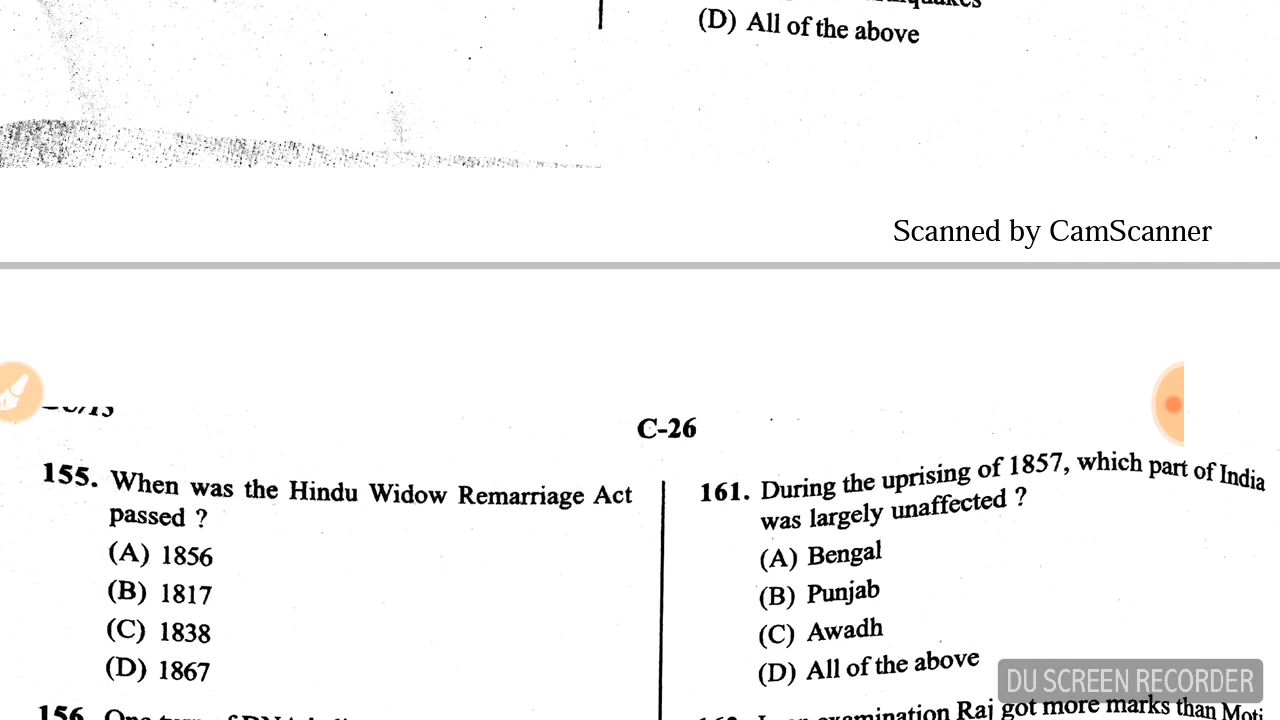 (D) All of the above
Scanned by CamScanner
C-26
155. When was the Hindu Widow Remarriage Act
passed ?
(A) 1856
(B) 1817
(C) 1838
(D) 1867
161. During the uprising of 1857, which part of India
was largely unaffected ?
(A) Bengal
(B) Punjab
(C) Awadh
(D) All of the above
DU SCREEN RECORDER
156. One
examination Raj got more marks than Moti